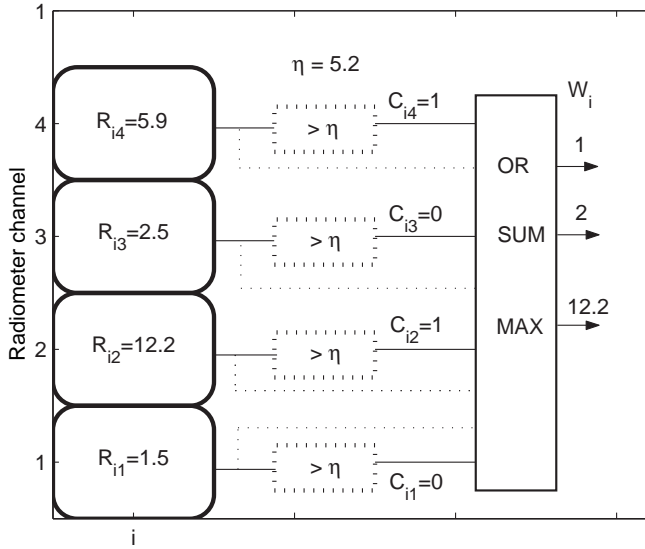 1
η = 5.2
W_i
4
R_i4=5.9
> η
C_i4=1
1
OR
3
R_i3=2.5
> η
C_i3=0
2
SUM
12.2
MAX
2
R_i2=12.2
> η
C_i2=1
1
R_i1=1.5
> η
C_i1=0
i
Radiometer channel